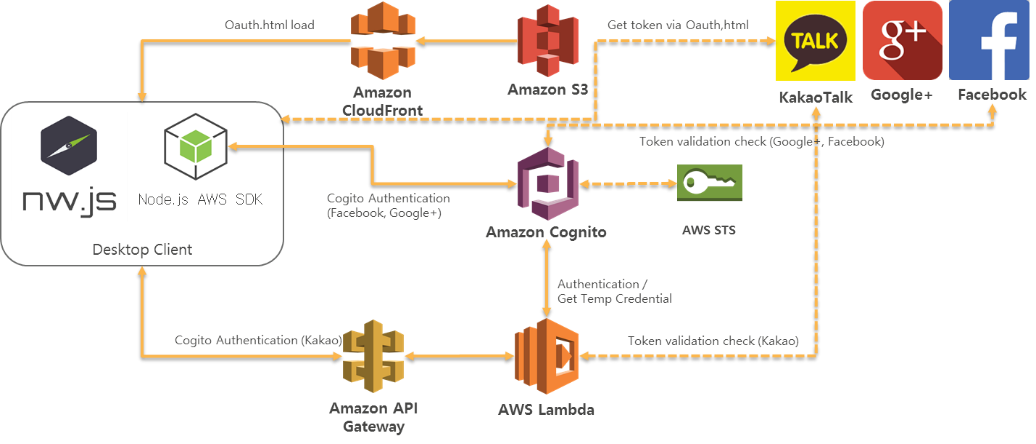 Oauth.html load
Get token via Oauth,html
TALK
g+
f
Amazon
CloudFront
Amazon S3
KakaoTalk
Google+
Facebook
Token validation check (Google+, Facebook)
nw.js
Node.js AWS SDK
Cogito Authentication
(Facebook, Google+)
Amazon Cognito
AWS STS
Desktop Client
Authentication /
Get Temp Credential
Cogito Authentication (Kakao)
Token validation check (Kakao)
Amazon API
Gateway
AWS Lambda